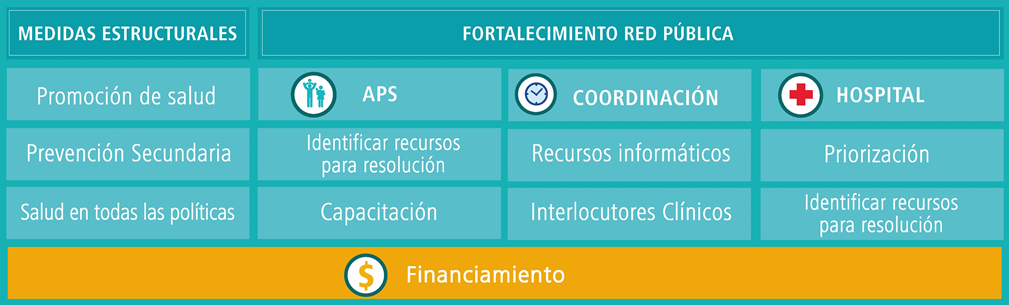 MEDIDAS ESTRUCTURALES
FORTALECIMIENTO RED PÚBLICA
Promoción de salud
APS
COORDINACIÓN
HOSPITAL
Prevención Secundaria
Identificar recursos
para resolución
Recursos informáticos
Priorización
Salud en todas las políticas
Capacitación
Interlocutores Clínicos
Identificar recursos
para resolución
$ Financiamiento